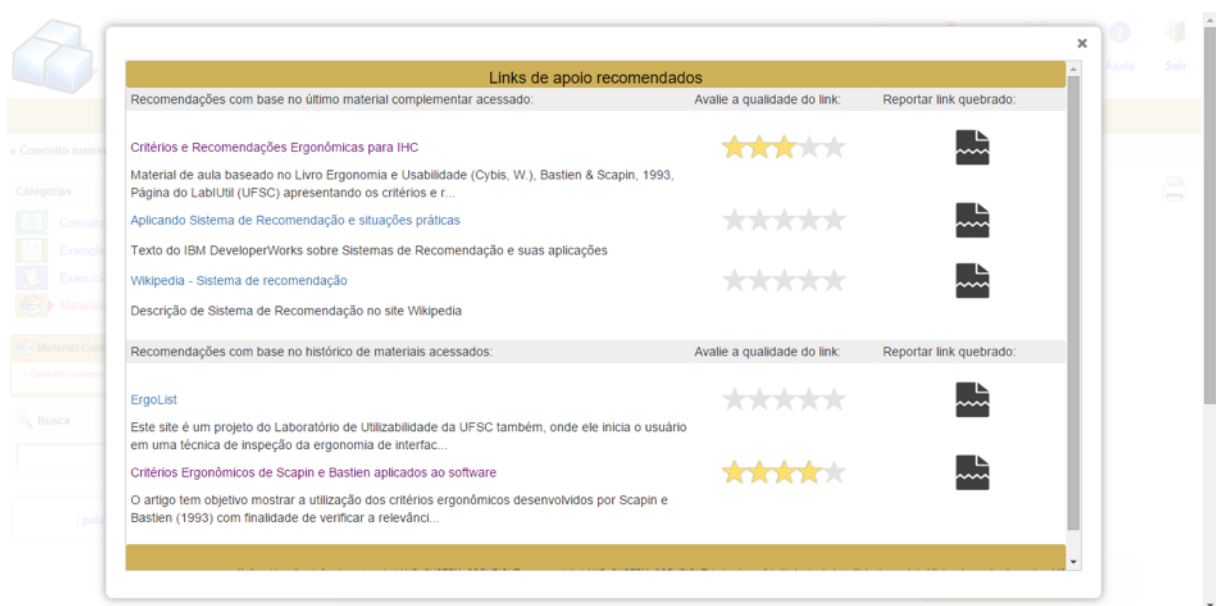 Ajuda
Sair
Links de apoio recomendados
Recomendações com base no último material complementar acessado: Avalie a qualidade do link: Reportar link quebrado:
» Conceito
Critérios e Recomendações Ergonômicas para IHC
Material de aula baseado no Livro Ergonomia e Usabilidade (Cybis, W.), Bastien & Scapin, 1993,
Página do LabIUtil (UFSC) apresentando os critérios e r...
Categorias
Aplicando Sistema de Recomendação e situações práticas
Texto do IBM DeveloperWorks sobre Sistemas de Recomendação e suas aplicações
Wikipedia - Sistema de recomendação
Descrição de Sistema de Recomendação no site Wikipedia
Material
Recomendações com base no histórico de materiais acessados: Avalie a qualidade do link: Reportar link quebrado:
» Conceito
ErgoList
Busca
Este site é um projeto do Laboratório de Utilizabilidade da UFSC também, onde ele inicia o usuário
em uma técnica de inspeção da ergonomia de interfac...
Critérios Ergonômicos de Scapin e Bastien aplicados ao software
O artigo tem objetivo mostrar a utilização dos critérios ergonômicos desenvolvidos por Scapin e
Bastien (1993) com finalidade de verificar a relevânci...